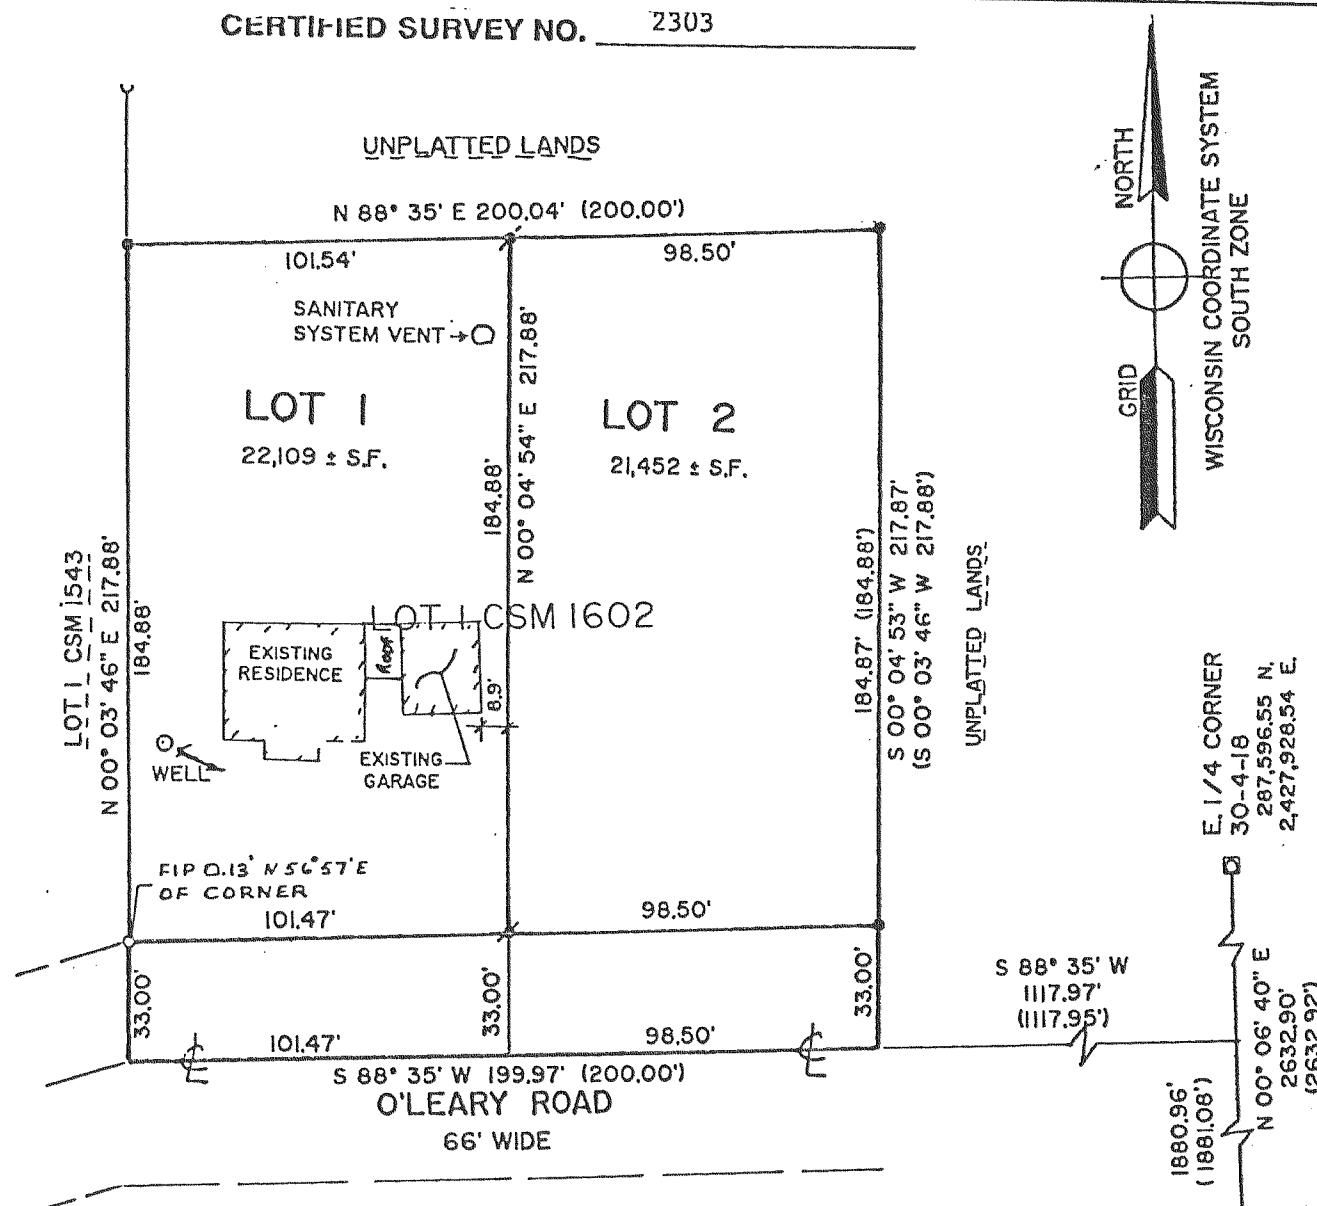 CERTIFIED SURVEY NO. 2303
UNPLATTED LANDS
N 88° 35' E 200.04' (200.00')
101.54'
98.50'
SANITARY
SYSTEM VENT
LOT 1
22,109 ± S.F.
LOT 2
21,452 ± S.F.
184.88'
N 00° 04' 54" E 217.88'
LOT 1 CSM 1543
N 00° 03' 46" E 217.88'
184.88'
LOT 1 CSM 1602
EXISTING
RESIDENCE
ROOF
8.9'
EXISTING
GARAGE
WELL
184.87' (184.88')
S 00° 04' 53" W 217.87'
(S 00° 03' 46" W 217.88')
UNPLATTED LANDS
FIP 0.13' N 56°57' E
OF CORNER
101.47'
98.50'
33.00'
33.00'
33.00'
101.47'
98.50'
S 88° 35' W 199.97' (200.00')
O'LEARY ROAD
66' WIDE
NORTH
GRID
WISCONSIN COORDINATE SYSTEM
SOUTH ZONE
E. 1/4 CORNER
30-4-18
287,596.55 N.
2,427,928.54 E.
S 88° 35' W
1117.97'
(1117.95')
N 00° 06' 40" E
2632.90'
(2632.92')
1880.96'
(1881.08')